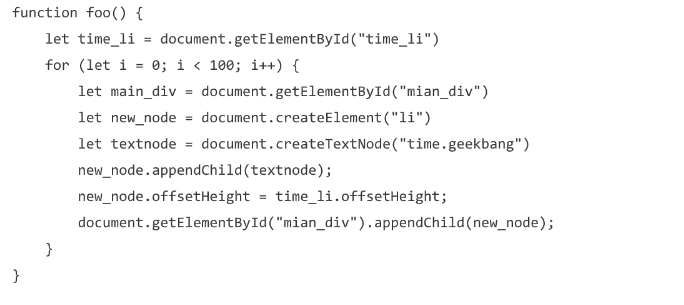 function foo() {
    let time_li = document.getElementById("time_li")
    for (let i = 0; i < 100; i++) {
        let main_div = document.getElementById("mian_div")
        let new_node = document.createElement("li")
        let textnode = document.createTextNode("time.geekbang")
        new_node.appendChild(textnode);
        new_node.offsetHeight = time_li.offsetHeight;
        document.getElementById("mian_div").appendChild(new_node);
    }
}